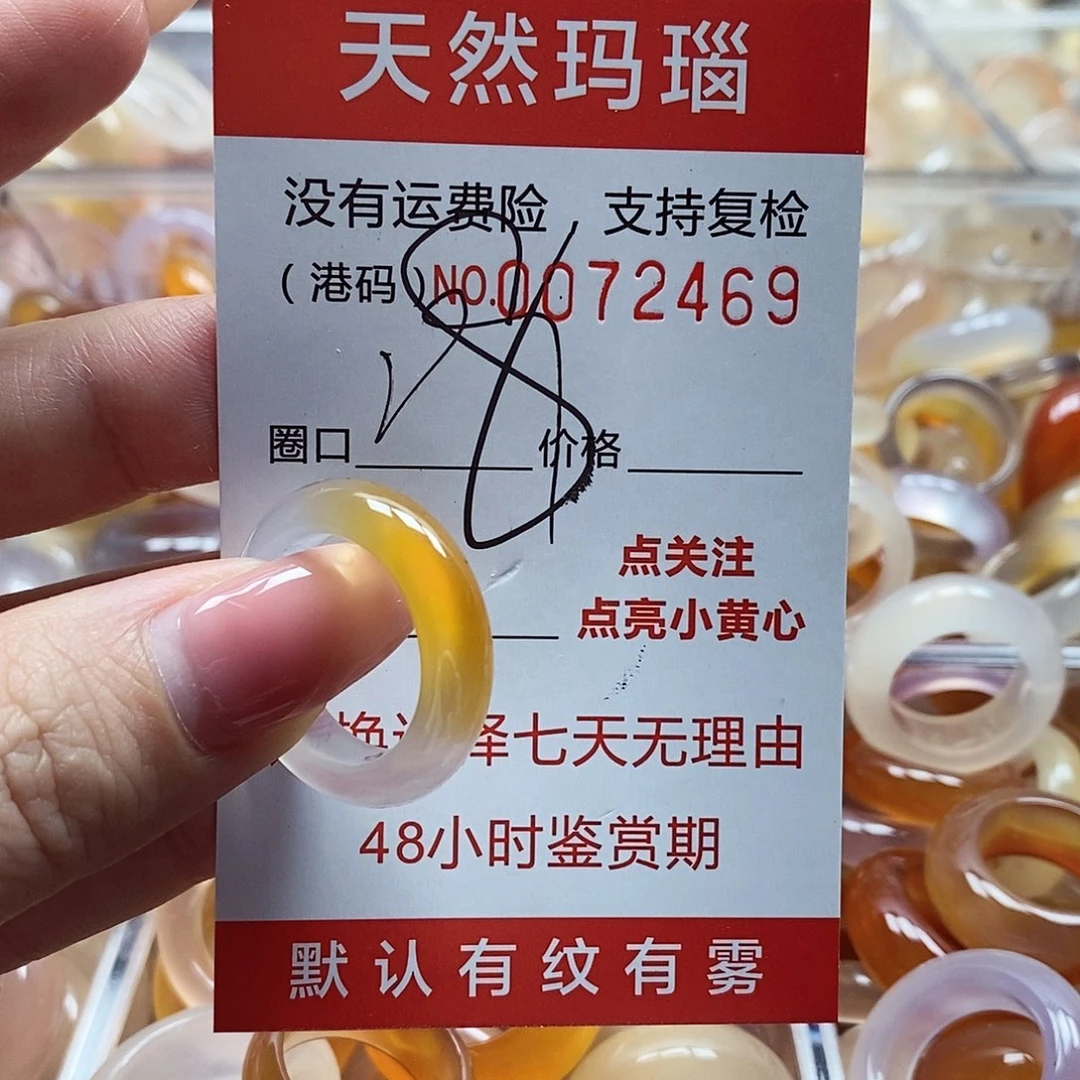 天然玛瑙
没有运费险，支持复检
（港码）NO.0072469
圈口 价格
点关注
点亮小黄心
换 择七天无理由
48小时鉴赏期
默认有纹有雾